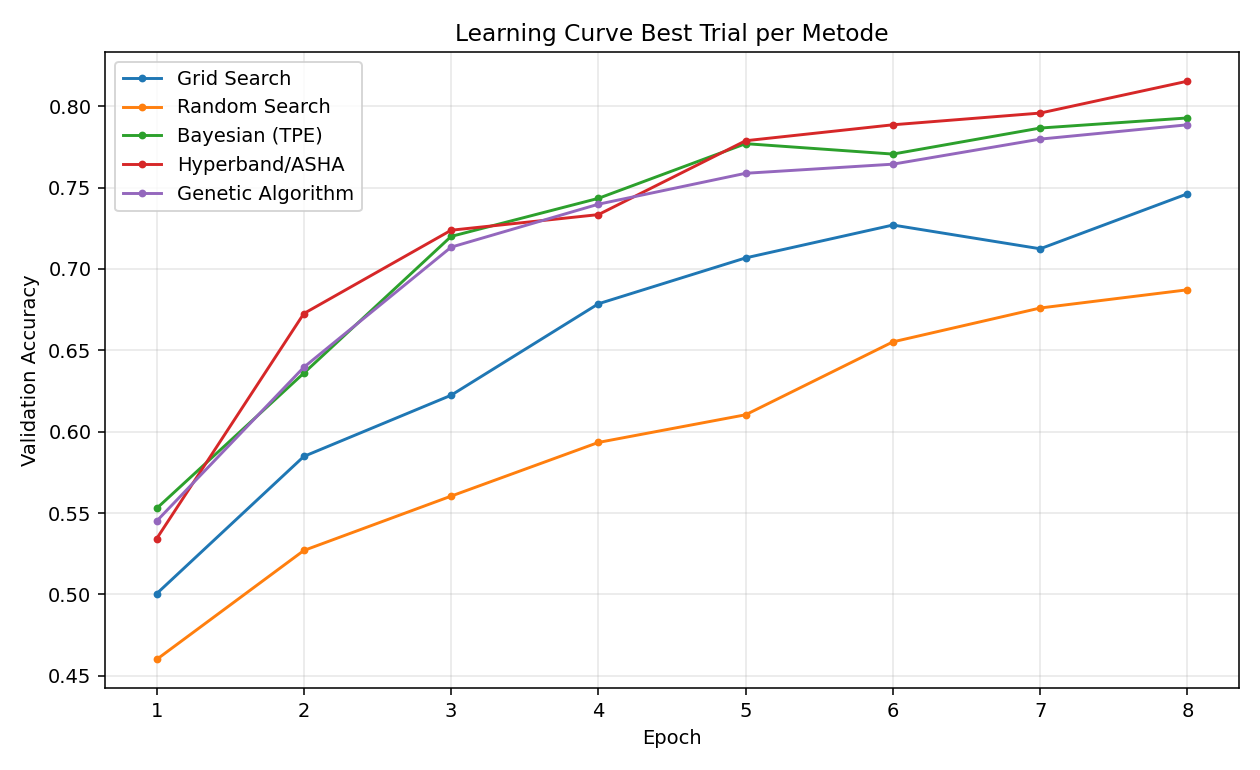 Learning Curve Best Trial per Metode
Grid Search
Random Search
Bayesian (TPE)
Hyperband/ASHA
Genetic Algorithm
Validation Accuracy
0.80
0.75
0.70
0.65
0.60
0.55
0.50
0.45
1 2 3 4 5 6 7 8
Epoch